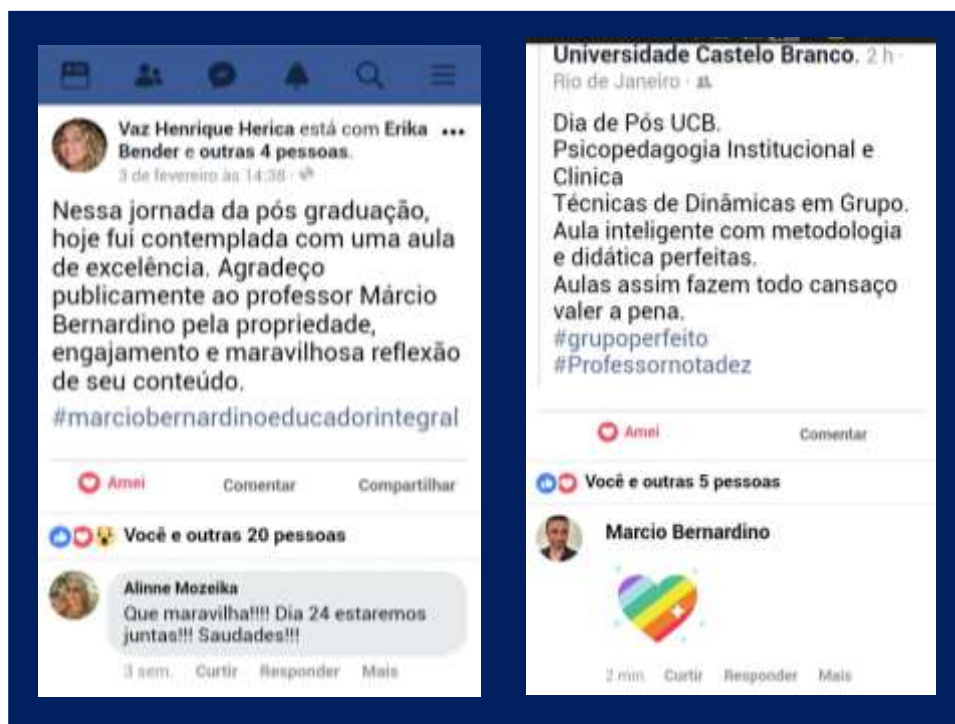 Vaz Henrique Herica está com Erika
Bender e outras 4 pessoas.
3 de fevereiro às 14:38 ·
Nessa jornada da pós graduação,
hoje fui contemplada com uma aula
de excelência. Agradeço
publicamente ao professor Márcio
Bernardino pela propriedade,
engajamento e maravilhosa reflexão
de seu conteúdo.
#marciobernardinoeducadorintegral
Amei Comentar Compartilhar
Você e outras 20 pessoas
Alinne Mozeika
Que maravilha!!!! Dia 24 estaremos
juntas!!! Saudades!!!
3 sem. Curtir Responder Mais
Universidade Castelo Branco. 2 h ·
Rio de Janeiro ·
Dia de Pós UCB.
Psicopedagogia Institucional e
Clinica
Técnicas de Dinâmicas em Grupo.
Aula inteligente com metodologia
e didática perfeitas.
Aulas assim fazem todo cansaço
valer a pena.
#grupoperfeito
#Professornotadez
Amei Comentar
Você e outras 5 pessoas
Marcio Bernardino
2 min Curtir Responder Mais